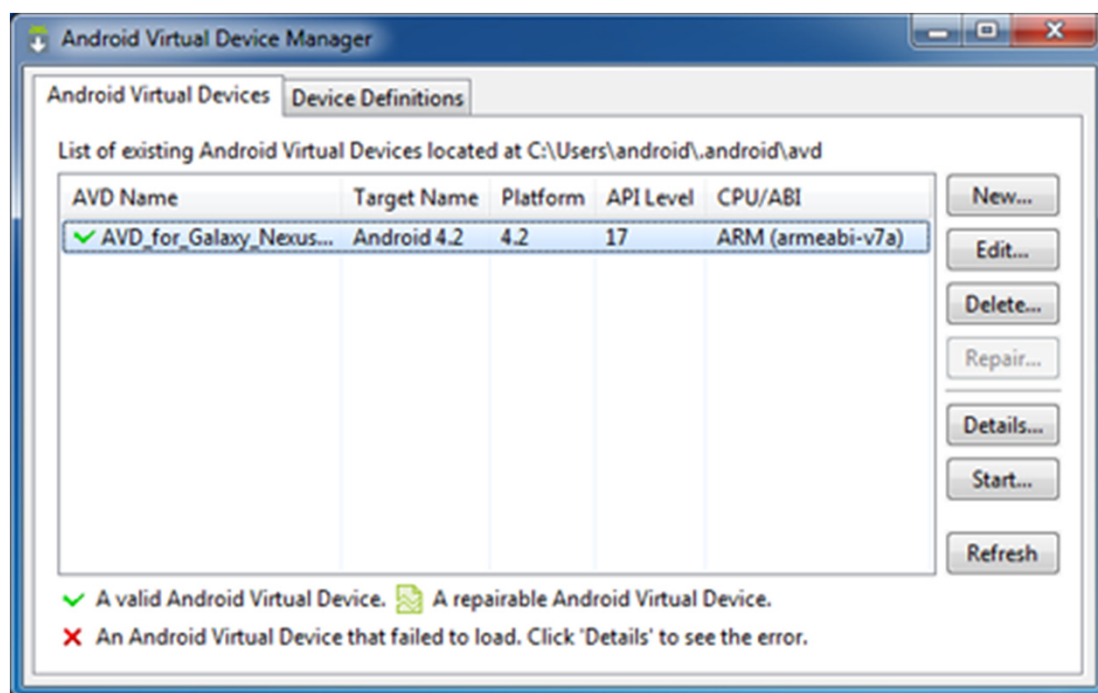 Android Virtual Device Manager
Android Virtual Devices Device Definitions
List of existing Android Virtual Devices located at C:\Users\android\.android\avd
AVD Name Target Name Platform API Level CPU/ABI
AVD_for_Galaxy_Nexus... Android 4.2 4.2 17 ARM (armeabi-v7a)
New...
Edit...
Delete...
Repair...
Details...
Start...
Refresh
A valid Android Virtual Device. A repairable Android Virtual Device.
An Android Virtual Device that failed to load. Click 'Details' to see the error.